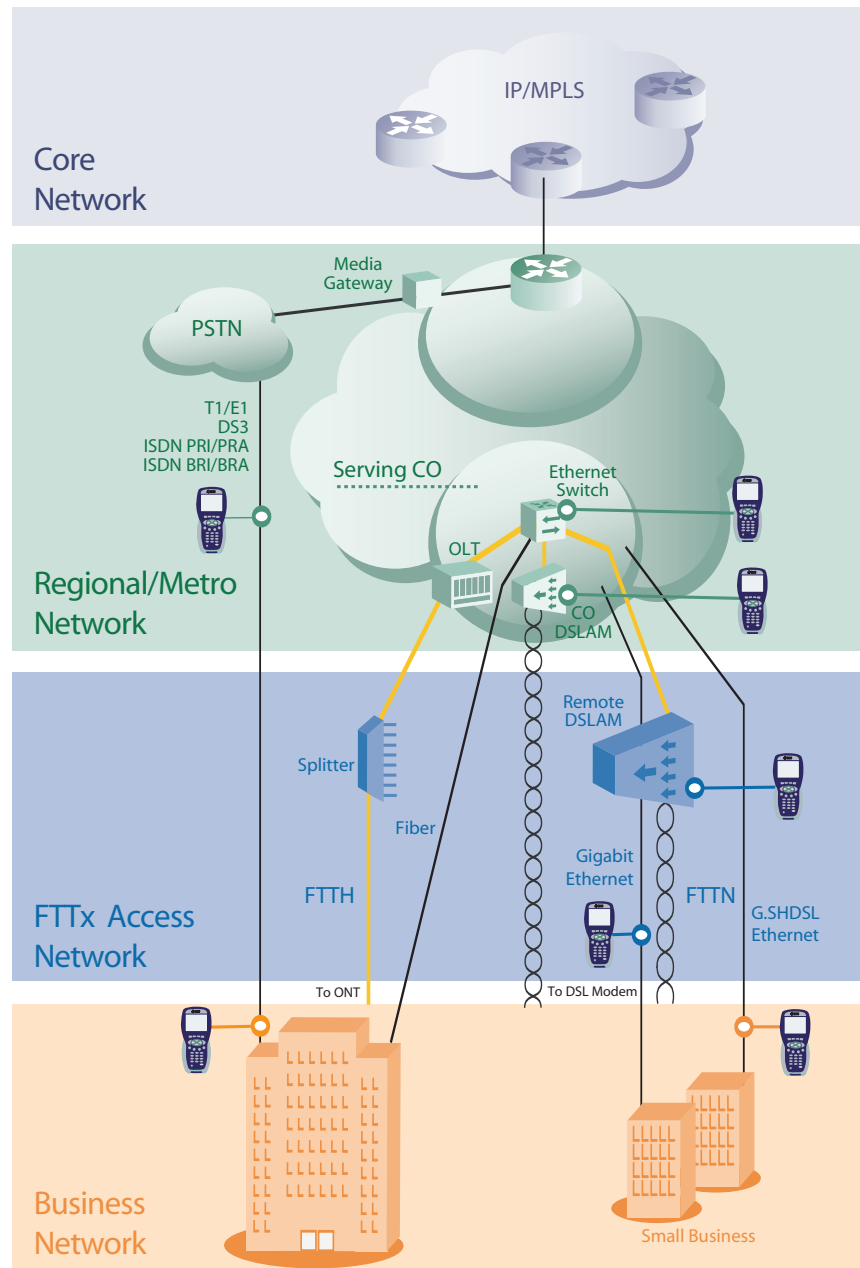 IP/MPLS
Core
Network
Media
Gateway
PSTN
T1/E1
DS3
ISDN PRI/PRA
ISDN BRI/BRA
Serving CO
Ethernet
Switch
OLT
CO
DSLAM
Regional/Metro
Network
Remote
DSLAM
Splitter
Fiber
Gigabit
Ethernet
FTTH
FTTN
G.SHDSL
Ethernet
FTTx Access
Network
To ONT
To DSL Modem
Business
Network
Small Business